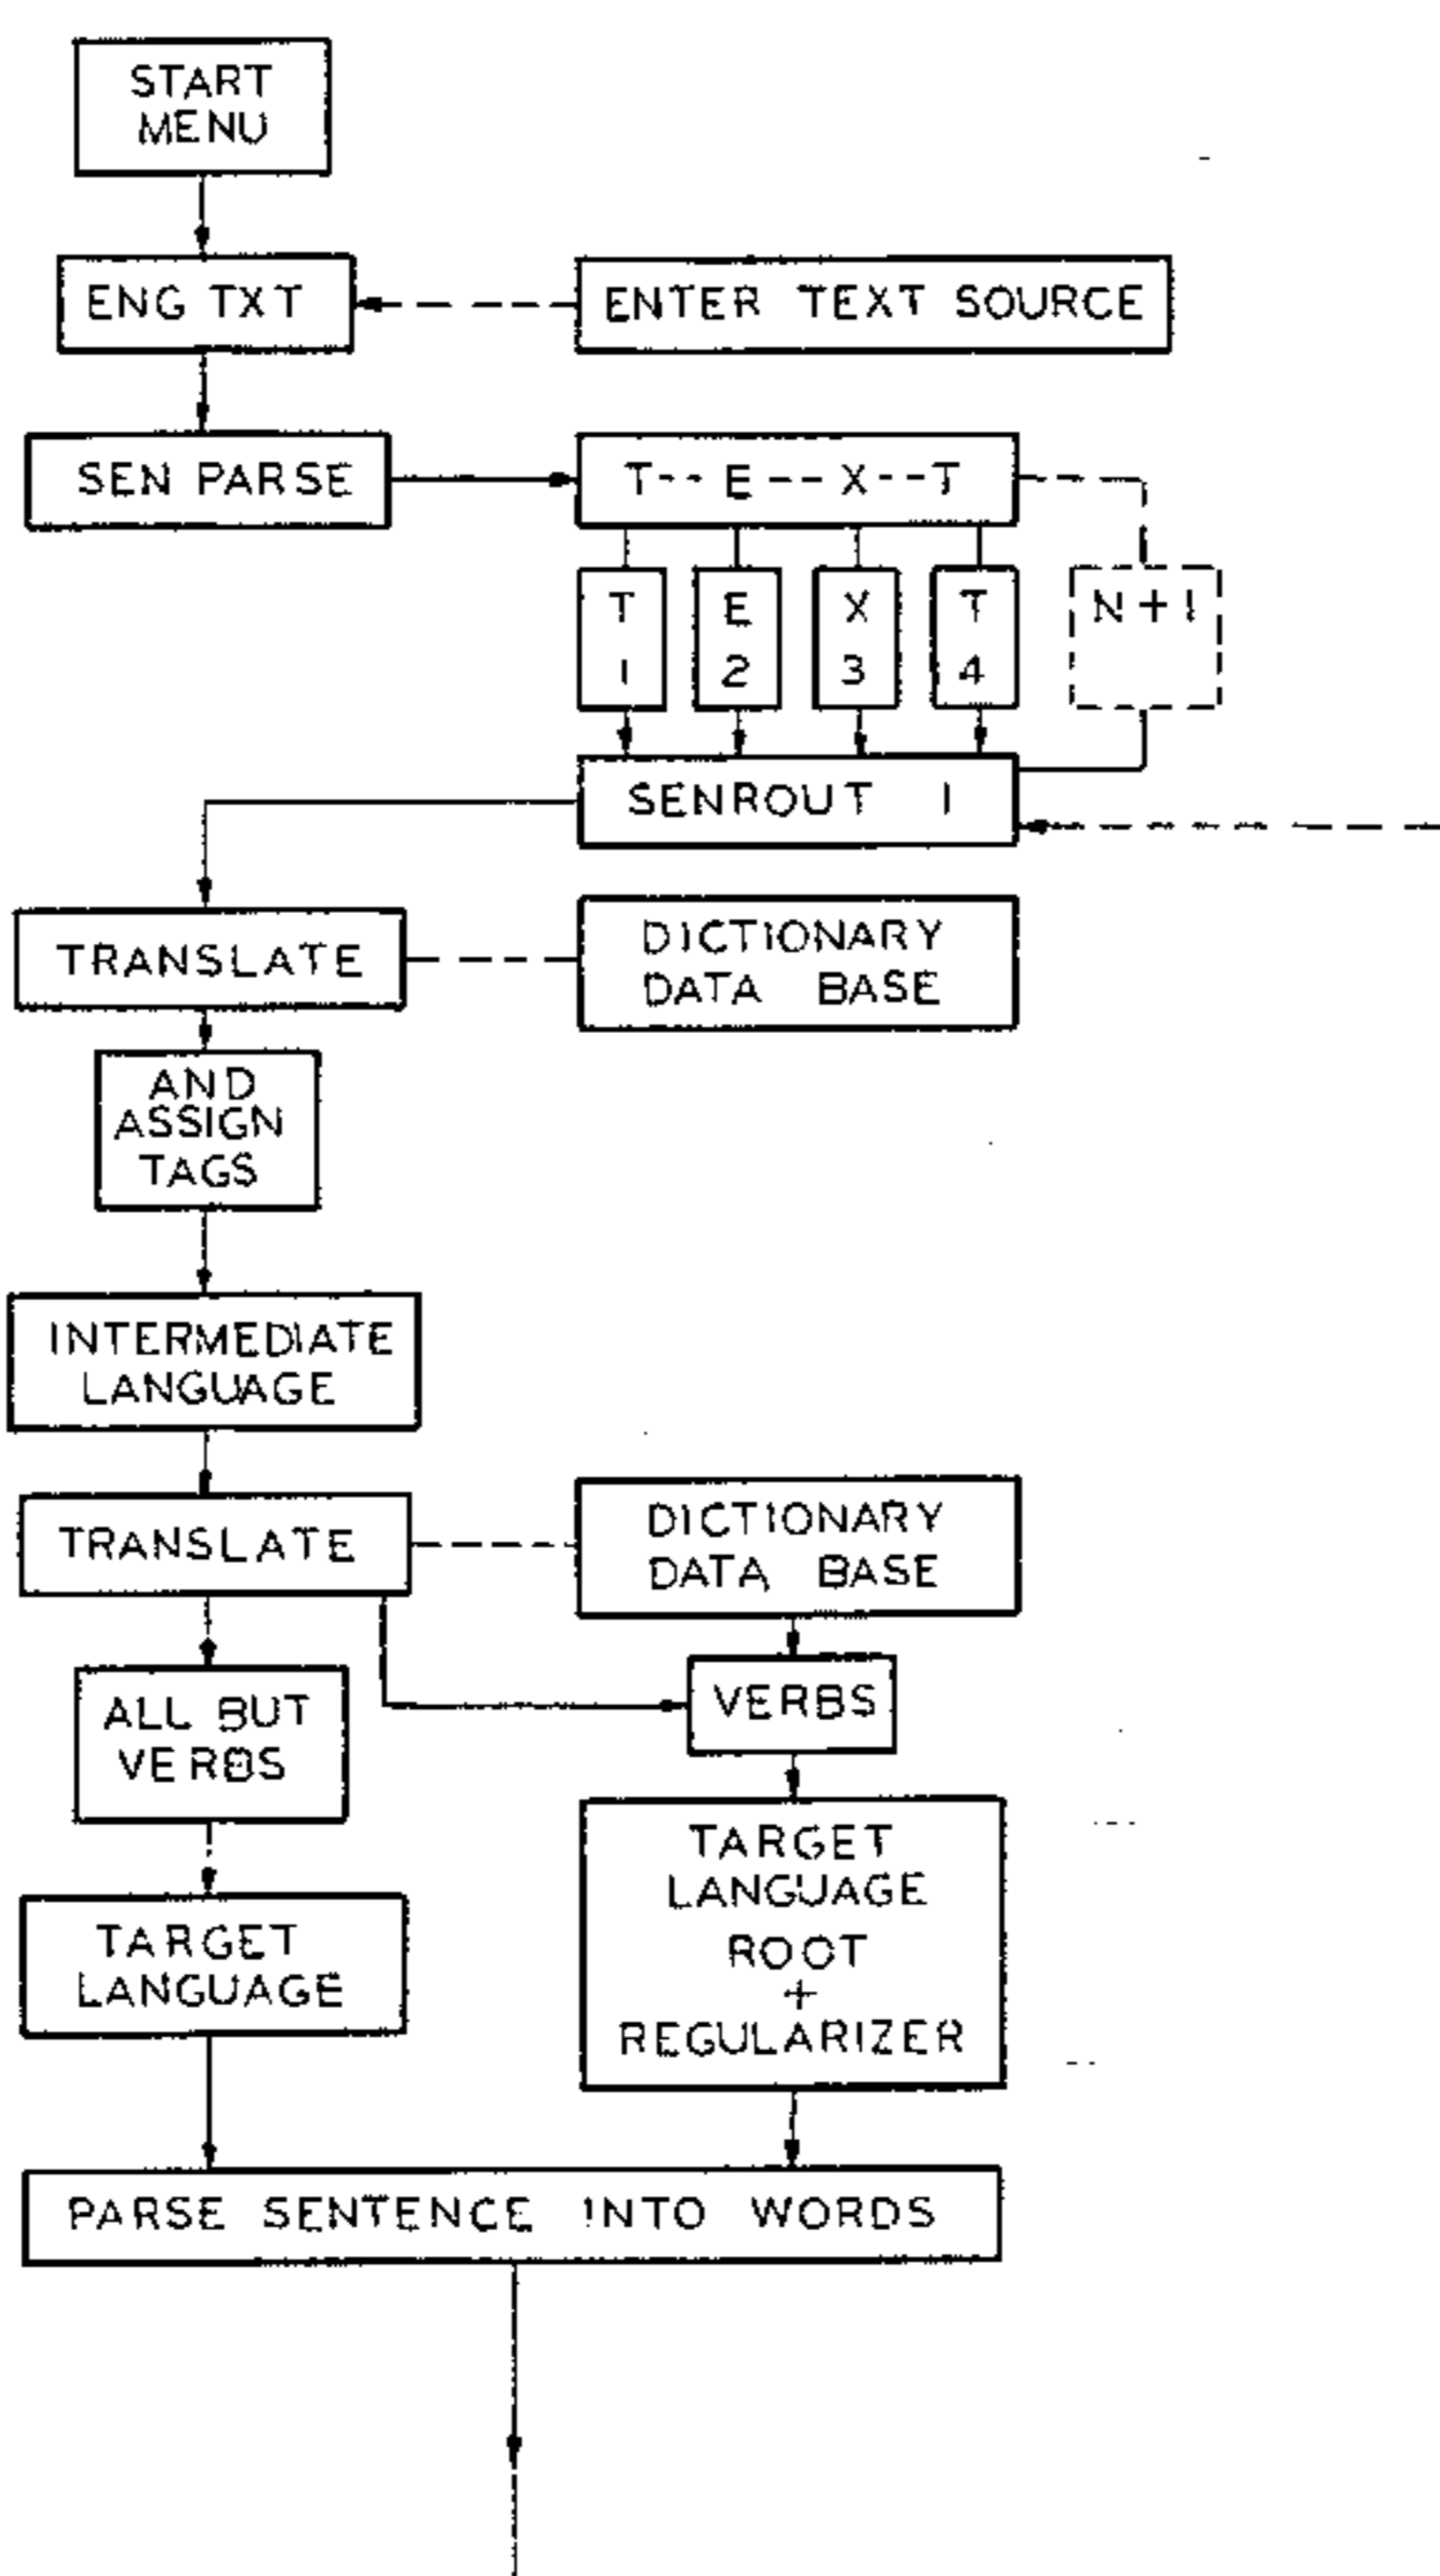 START
MENU
ENG TXT
ENTER TEXT SOURCE
SEN PARSE
T--E--X--T
T
1
E
2
X
3
T
4
N+1
SENROUT 1
TRANSLATE
DICTIONARY
DATA BASE
AND
ASSIGN
TAGS
INTERMEDIATE
LANGUAGE
TRANSLATE
DICTIONARY
DATA BASE
ALL BUT
VERBS
VERBS
TARGET
LANGUAGE
TARGET
LANGUAGE
ROOT
+
REGULARIZER
PARSE SENTENCE INTO WORDS